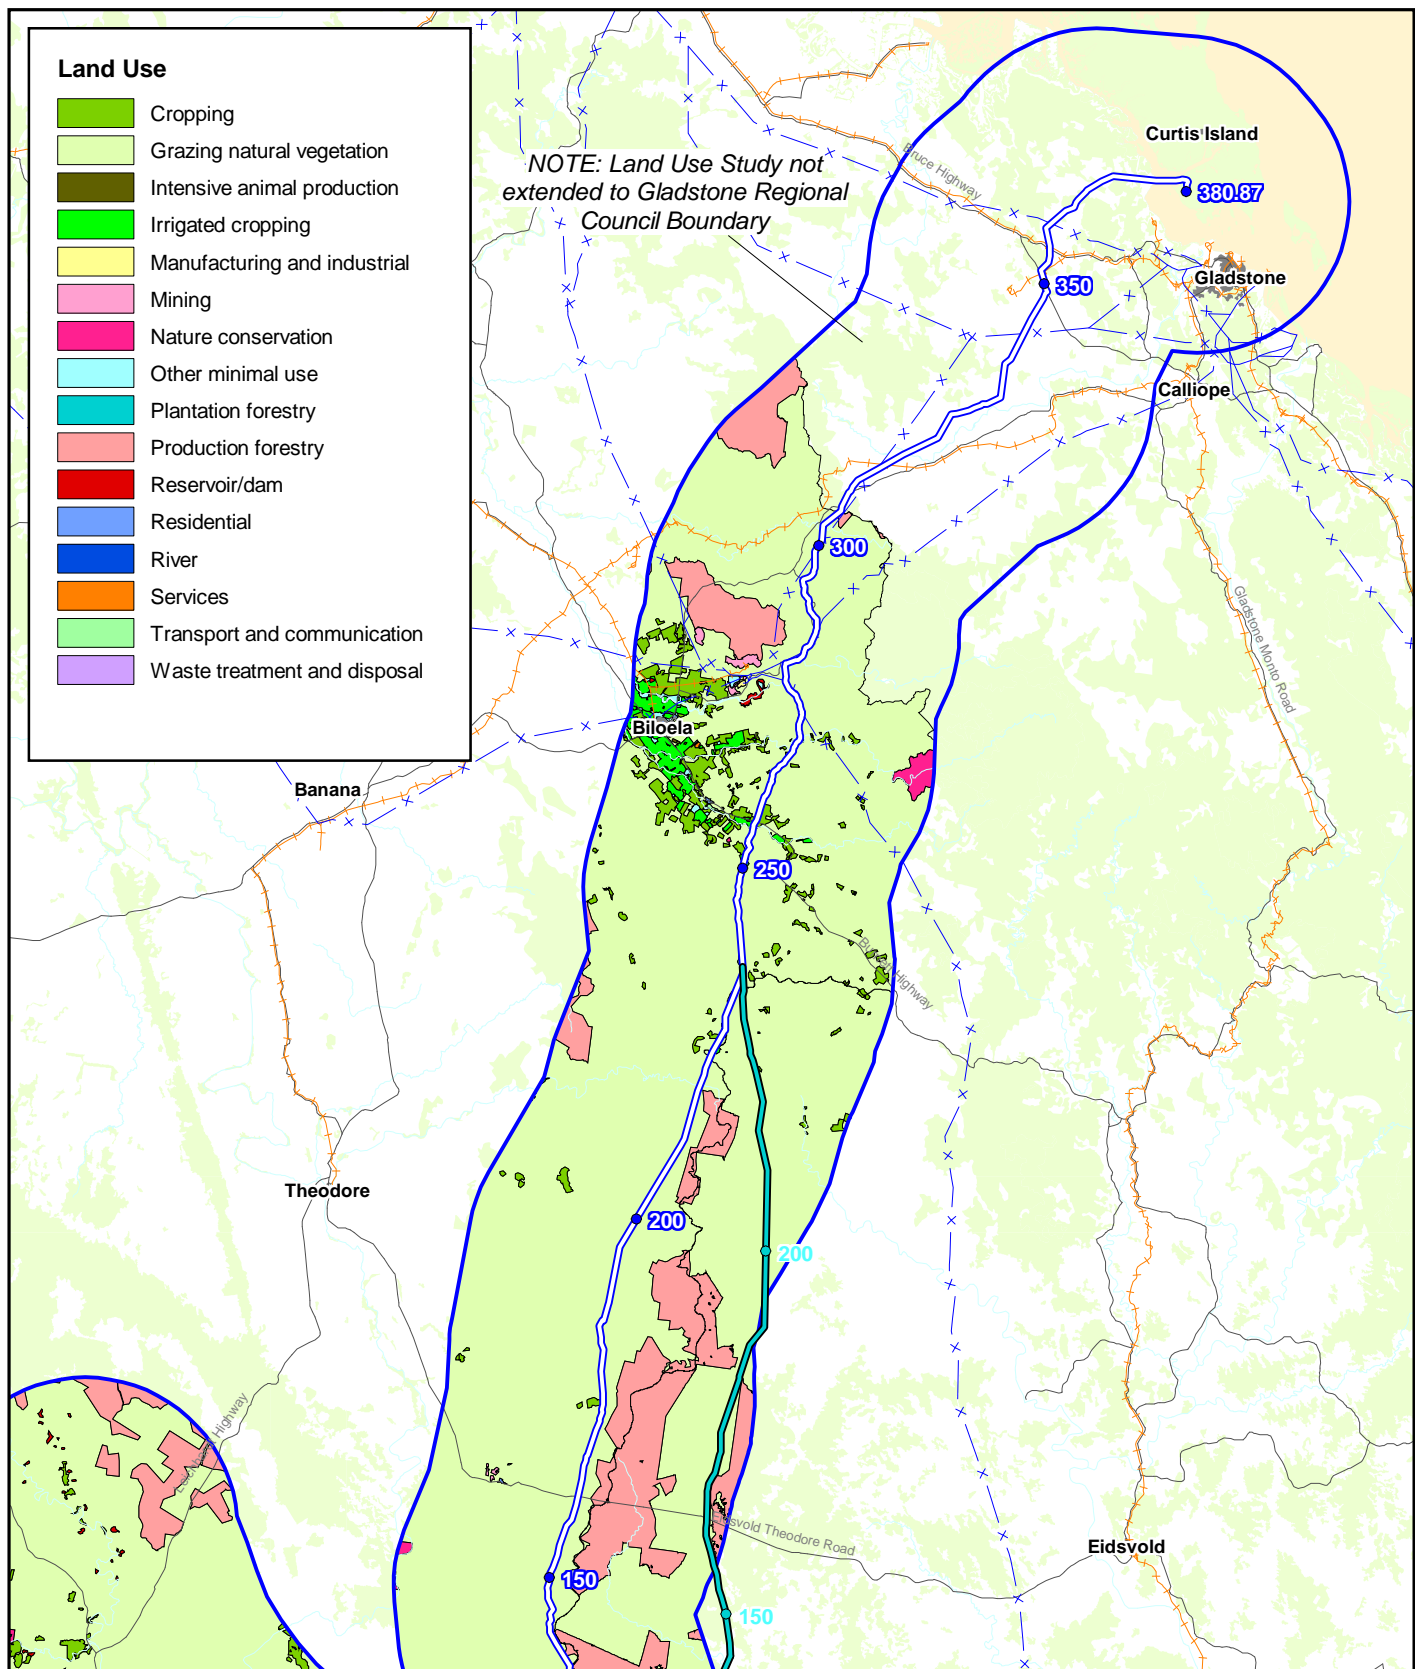 Land Use
Cropping
Grazing natural vegetation
Intensive animal production
Irrigated cropping
Manufacturing and industrial
Mining
Nature conservation
Other minimal use
Plantation forestry
Production forestry
Reservoir/dam
Residential
River
Services
Transport and communication
Waste treatment and disposal
NOTE: Land Use Study not
extended to Gladstone Regional
Council Boundary
Bruce Highway
Curtis Island
380.87
Gladstone
350
Calliope
300
Gladstone Monto Road
Biloela
Banana
250
Burnett Highway
Theodore
200
200
Leichhardt Highway
Eidsvold Theodore Road
Eidsvold
150
150